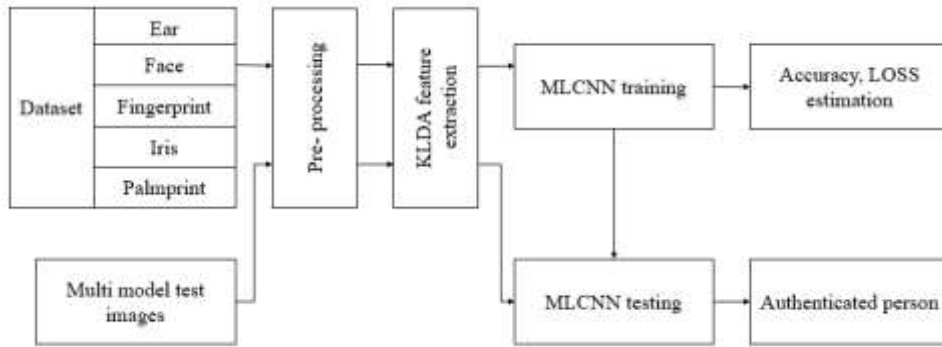 Dataset
Ear
Face
Fingerprint
Iris
Palmprint
Multi model test
images
Pre- processing
KLDA feature
extraction
MLCNN training
Accuracy, LOSS
estimation
MLCNN testing
Authenticated person